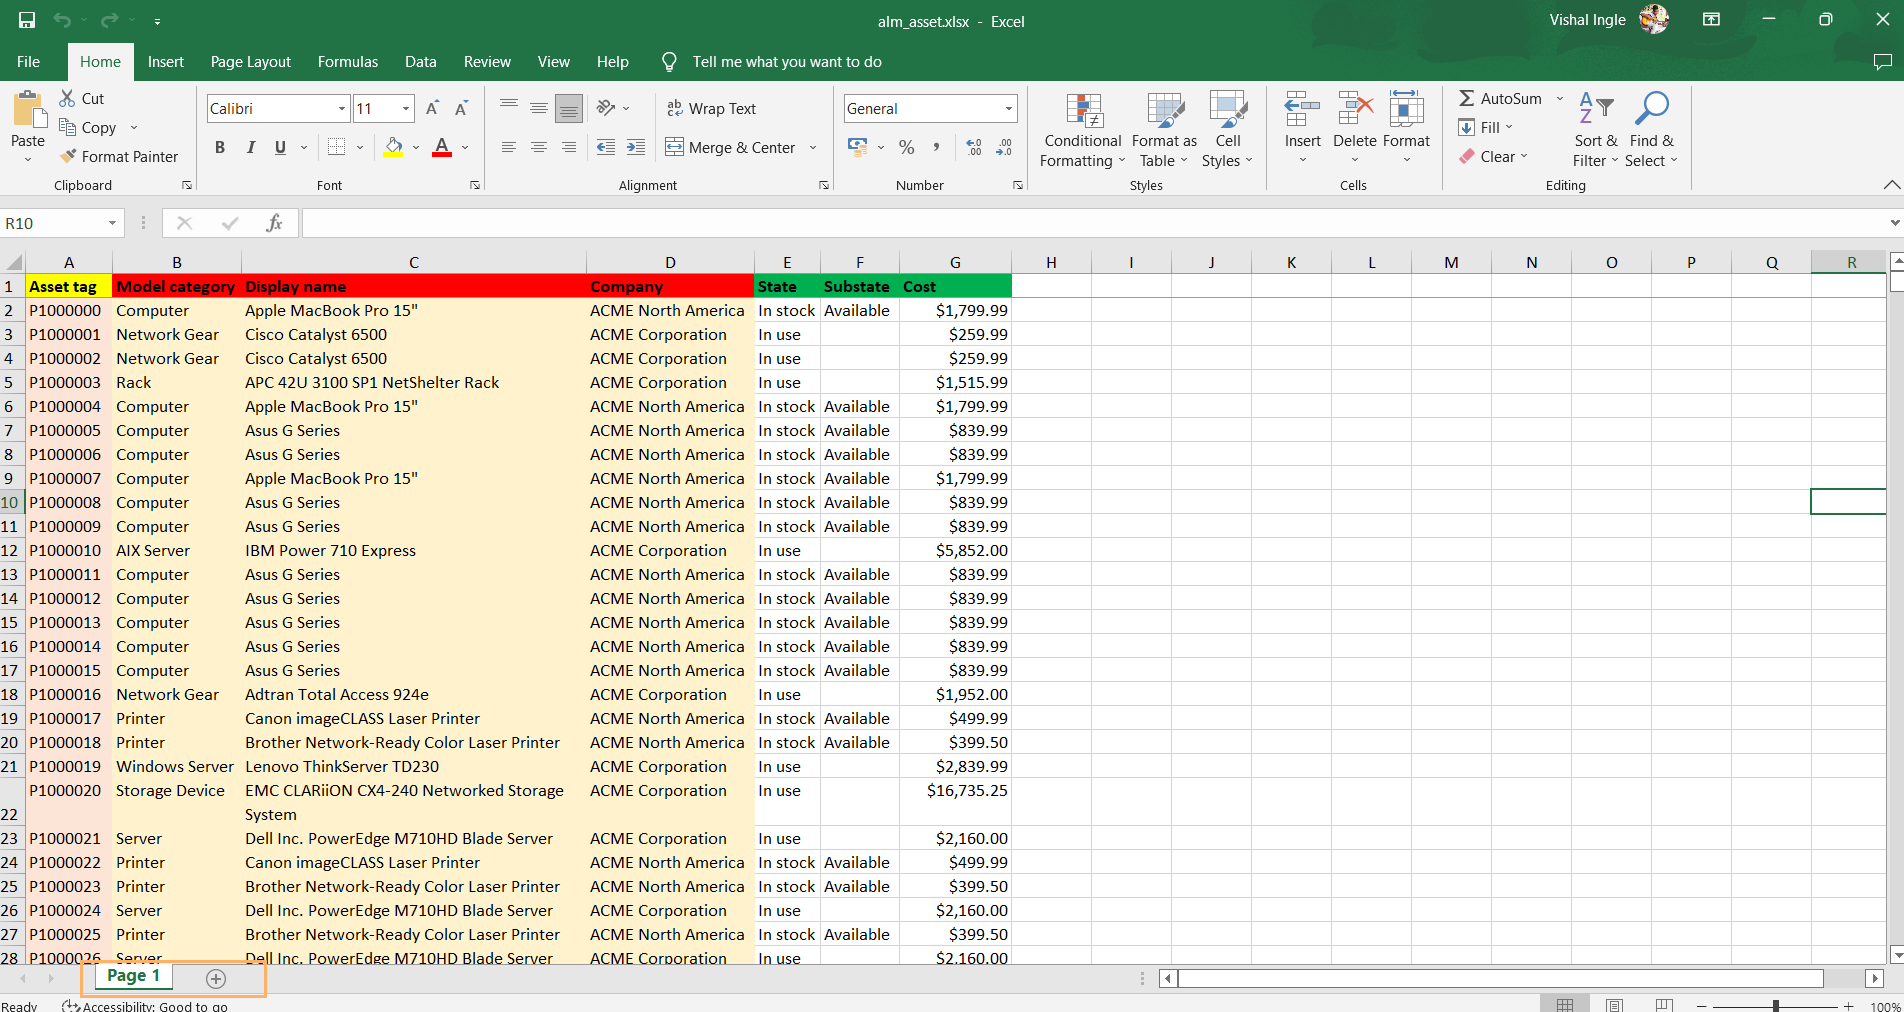 alm_asset.xlsx - Excel
Vishal Ingle
File Home Insert Page Layout Formulas Data Review View Help Tell me what you want to do
Paste
Cut
Copy
Format Painter
Clipboard
Calibri 11
B I U
Font
Wrap Text
Merge & Center
Alignment
General
Number
Conditional Formatting
Format as Table
Cell Styles
Styles
Insert Delete Format
Cells
AutoSum
Fill
Clear
Sort & Filter
Find & Select
Editing
R10 fx
A B C D E F G H I J K L M N O P Q R
1 Asset tag Model category Display name Company State Substate Cost
2 P1000000 Computer Apple MacBook Pro 15" ACME North America In stock Available $1,799.99
3 P1000001 Network Gear Cisco Catalyst 6500 ACME Corporation In use $259.99
4 P1000002 Network Gear Cisco Catalyst 6500 ACME Corporation In use $259.99
5 P1000003 Rack APC 42U 3100 SP1 NetShelter Rack ACME Corporation In use $1,515.99
6 P1000004 Computer Apple MacBook Pro 15" ACME North America In stock Available $1,799.99
7 P1000005 Computer Asus G Series ACME North America In stock Available $839.99
8 P1000006 Computer Asus G Series ACME North America In stock Available $839.99
9 P1000007 Computer Apple MacBook Pro 15" ACME North America In stock Available $1,799.99
10 P1000008 Computer Asus G Series ACME North America In stock Available $839.99
11 P1000009 Computer Asus G Series ACME North America In stock Available $839.99
12 P1000010 AIX Server IBM Power 710 Express ACME Corporation In use $5,852.00
13 P1000011 Computer Asus G Series ACME North America In stock Available $839.99
14 P1000012 Computer Asus G Series ACME North America In stock Available $839.99
15 P1000013 Computer Asus G Series ACME North America In stock Available $839.99
16 P1000014 Computer Asus G Series ACME North America In stock Available $839.99
17 P1000015 Computer Asus G Series ACME North America In stock Available $839.99
18 P1000016 Network Gear Adtran Total Access 924e ACME Corporation In use $1,952.00
19 P1000017 Printer Canon imageCLASS Laser Printer ACME North America In stock Available $499.99
20 P1000018 Printer Brother Network-Ready Color Laser Printer ACME North America In stock Available $399.50
21 P1000019 Windows Server Lenovo ThinkServer TD230 ACME Corporation In use $2,839.99
P1000020 Storage Device EMC CLARiiON CX4-240 Networked Storage ACME Corporation In use $16,735.25
22 System
23 P1000021 Server Dell Inc. PowerEdge M710HD Blade Server ACME Corporation In use $2,160.00
24 P1000022 Printer Canon imageCLASS Laser Printer ACME North America In stock Available $499.99
25 P1000023 Printer Brother Network-Ready Color Laser Printer ACME North America In stock Available $399.50
26 P1000024 Server Dell Inc. PowerEdge M710HD Blade Server ACME Corporation In use $2,160.00
27 P1000025 Printer Brother Network-Ready Color Laser Printer ACME North America In stock Available $399.50
28 P1000026 Server Dell Inc. PowerEdge M710HD Blade Server ACME Corporation In use $2,160.00
Page 1
Ready Accessibility: Good to go 100%